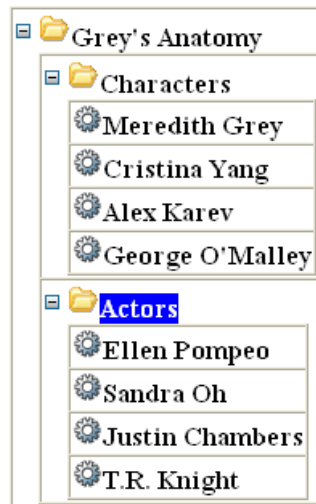 Grey's Anatomy
Characters
Meredith Grey
Cristina Yang
Alex Karev
George O'Malley
Actors
Ellen Pompeo
Sandra Oh
Justin Chambers
T.R. Knight